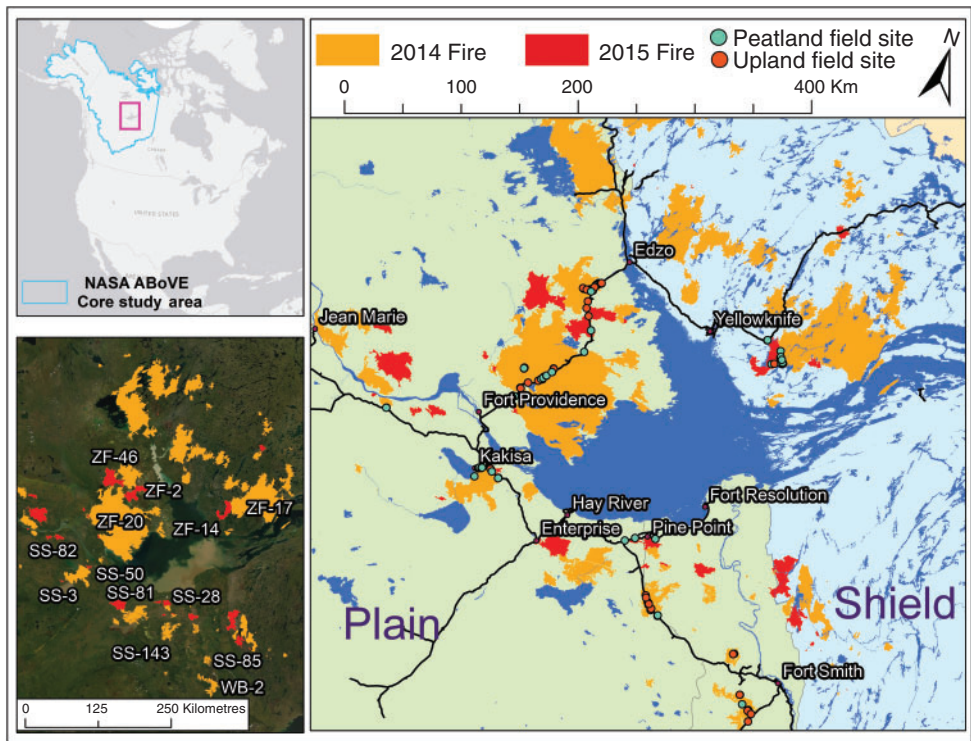 CANADA
UNITED STATES
MEXICO
NASA ABoVE
Core study area
2014 Fire
2015 Fire
Peatland field site
Upland field site
N
0 100 200 400 Km
Edzo
Yellowknife
Jean Marie
Fort Providence
Kakisa
Hay River
Fort Resolution
Enterprise
Pine Point
Plain
Shield
Fort Smith
ZF-46
ZF-2
ZF-17
ZF-20
ZF-14
SS-82
SS-50
SS-3
SS-81
SS-28
SS-143
SS-85
WB-2
0 125 250 Kilometres